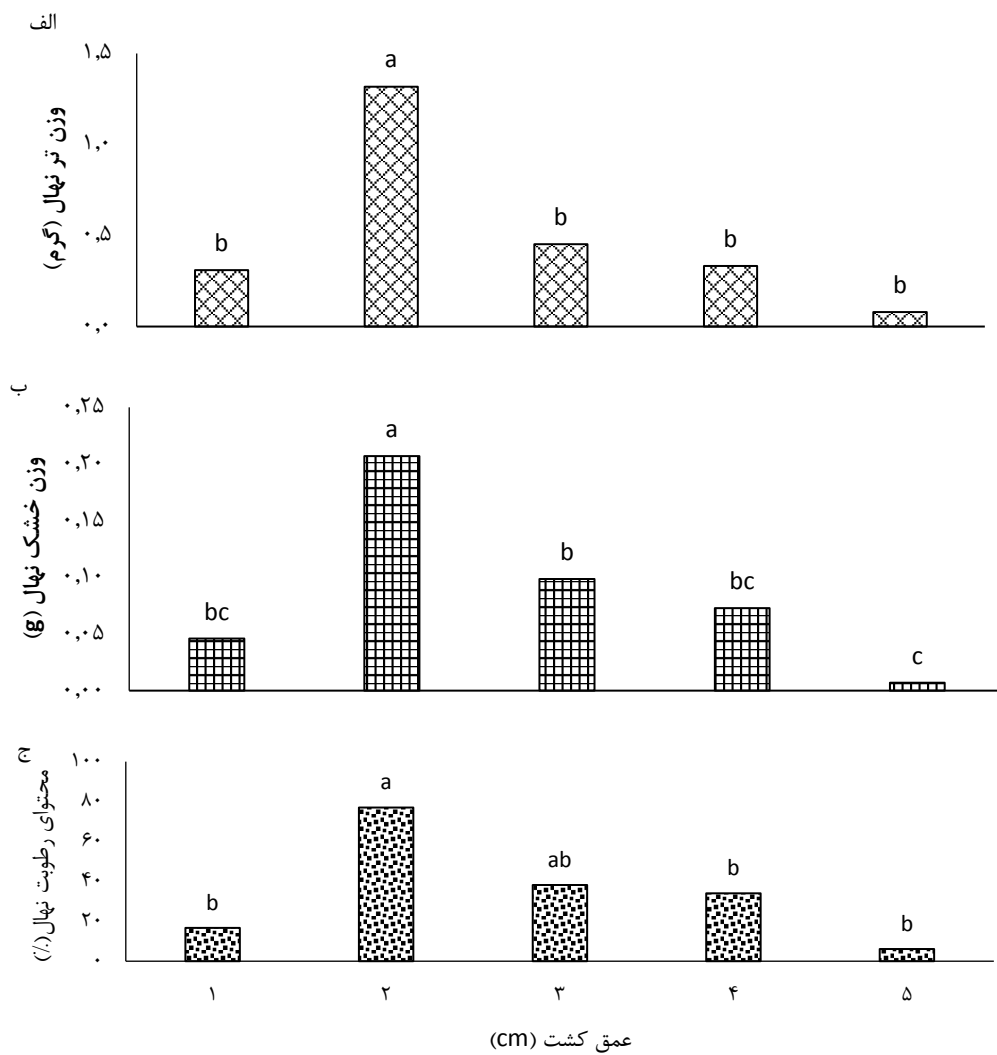 الف
وزن تر نهال (گرم)
۱,۵
۱,۰
۰,۵
۰,۰
b
a
b
b
b
وزن خشک نهال (g)
۰,۲۵
۰,۲۰
۰,۱۵
۰,۱۰
۰,۰۵
۰,۰۰
bc
a
b
bc
c
محتوای رطوبت نهال(٪)
۱۰۰
۸۰
۶۰
۴۰
۲۰
۰
b
a
ab
b
b
۱ ۲ ۳ ۴ ۵
عمق کشت (cm)